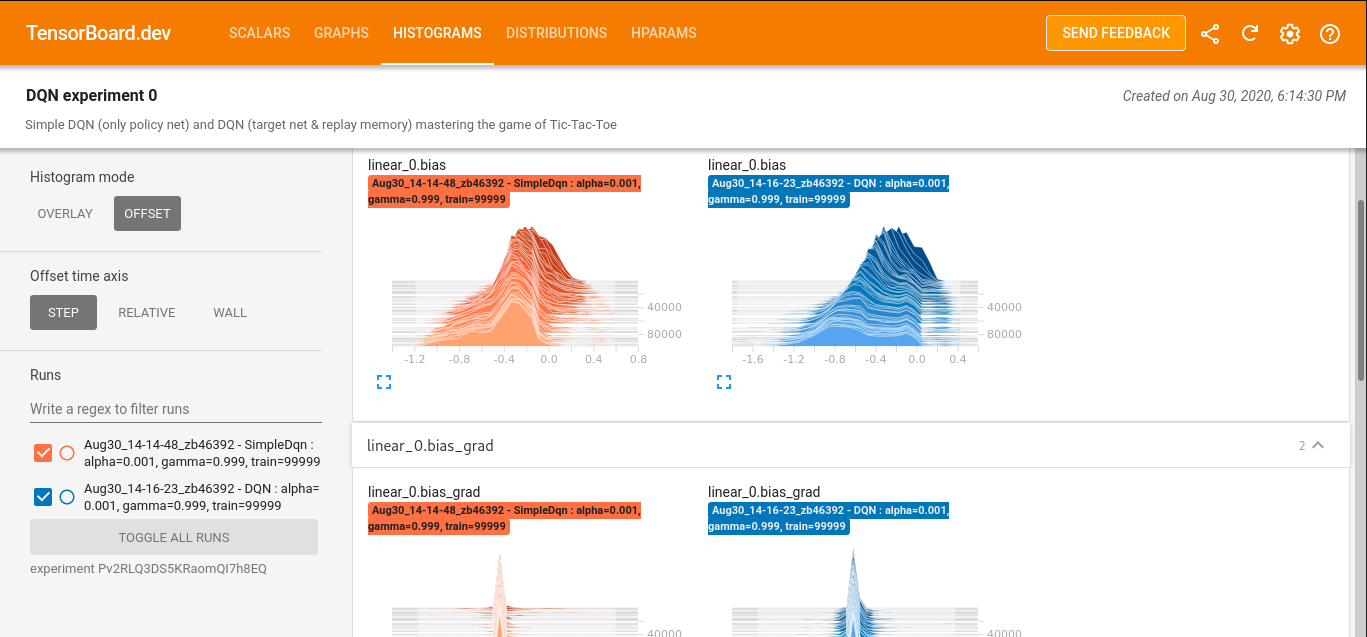 TensorBoard.dev SCALARS GRAPHS HISTOGRAMS DISTRIBUTIONS HPARAMS SEND FEEDBACK
DQN experiment 0 Created on Aug 30, 2020, 6:14:30 PM
Simple DQN (only policy net) and DQN (target net & replay memory) mastering the game of Tic-Tac-Toe
Histogram mode
OVERLAY OFFSET
Offset time axis
STEP RELATIVE WALL
Runs
Write a regex to filter runs
Aug30_14-14-48_zb46392 - SimpleDqn :
alpha=0.001, gamma=0.999, train=99999
Aug30_14-16-23_zb46392 - DQN : alpha=
0.001, gamma=0.999, train=99999
TOGGLE ALL RUNS
experiment Pv2RLQ3DS5KRaomQI7h8EQ
linear_0.bias
Aug30_14-14-48_zb46392 - SimpleDqn : alpha=0.001,
gamma=0.999, train=99999
40000
80000
-1.2 -0.8 -0.4 0.0 0.4 0.8
linear_0.bias
Aug30_14-16-23_zb46392 - DQN : alpha=0.001,
gamma=0.999, train=99999
40000
80000
-1.6 -1.2 -0.8 -0.4 0.0 0.4
linear_0.bias_grad 2
linear_0.bias_grad
Aug30_14-14-48_zb46392 - SimpleDqn : alpha=0.001,
gamma=0.999, train=99999
40000
linear_0.bias_grad
Aug30_14-16-23_zb46392 - DQN : alpha=0.001,
gamma=0.999, train=99999
40000